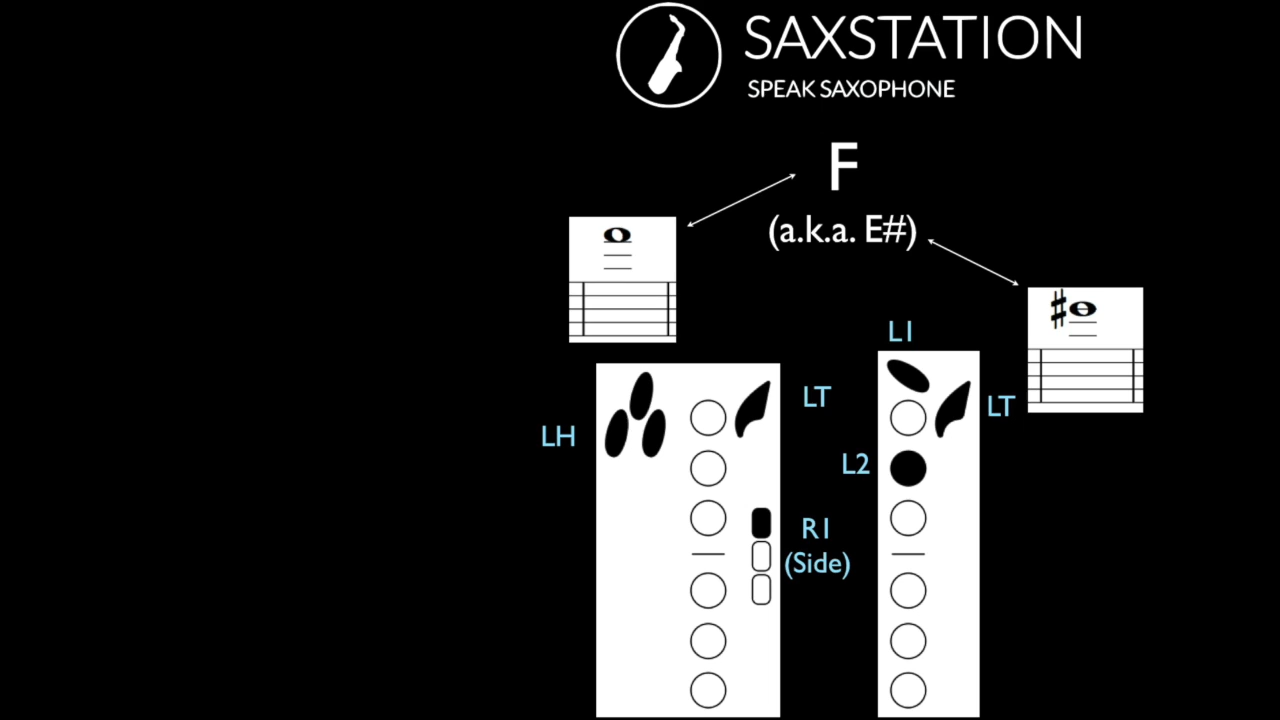 SAXSTATION
SPEAK SAXOPHONE
F
(a.k.a. E#)
L1
LT
LT
LH
L2
R1
(Side)